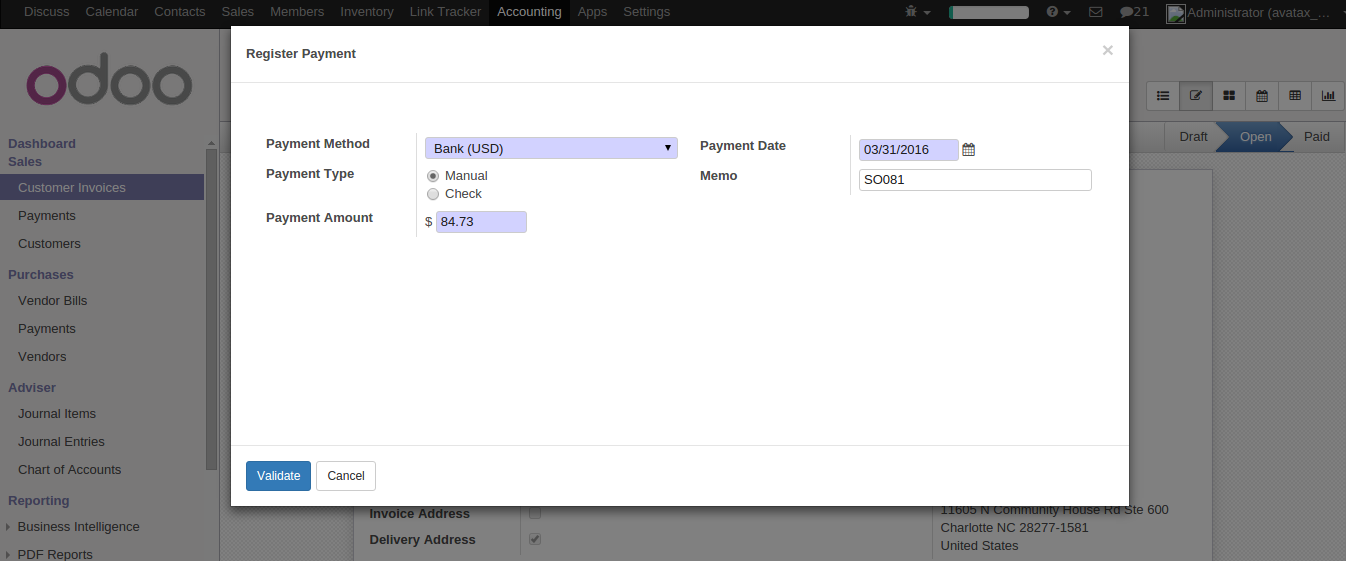 Discuss Calendar Contacts Sales Members Inventory Link Tracker Accounting Apps Settings 21 Administrator (avatax_...
Register Payment ×
odoo
Dashboard
Sales
Customer Invoices
Payments
Customers
Purchases
Vendor Bills
Payments
Vendors
Adviser
Journal Items
Journal Entries
Chart of Accounts
Reporting
Business Intelligence
PDF Reports
Draft Open Paid
Payment Method Bank (USD)
Payment Type Manual
Check
Payment Amount $ 84.73
Payment Date 03/31/2016
Memo SO081
Validate Cancel
Invoice Address
Delivery Address
11605 N Community House Rd Ste 600
Charlotte NC 28277-1581
United States